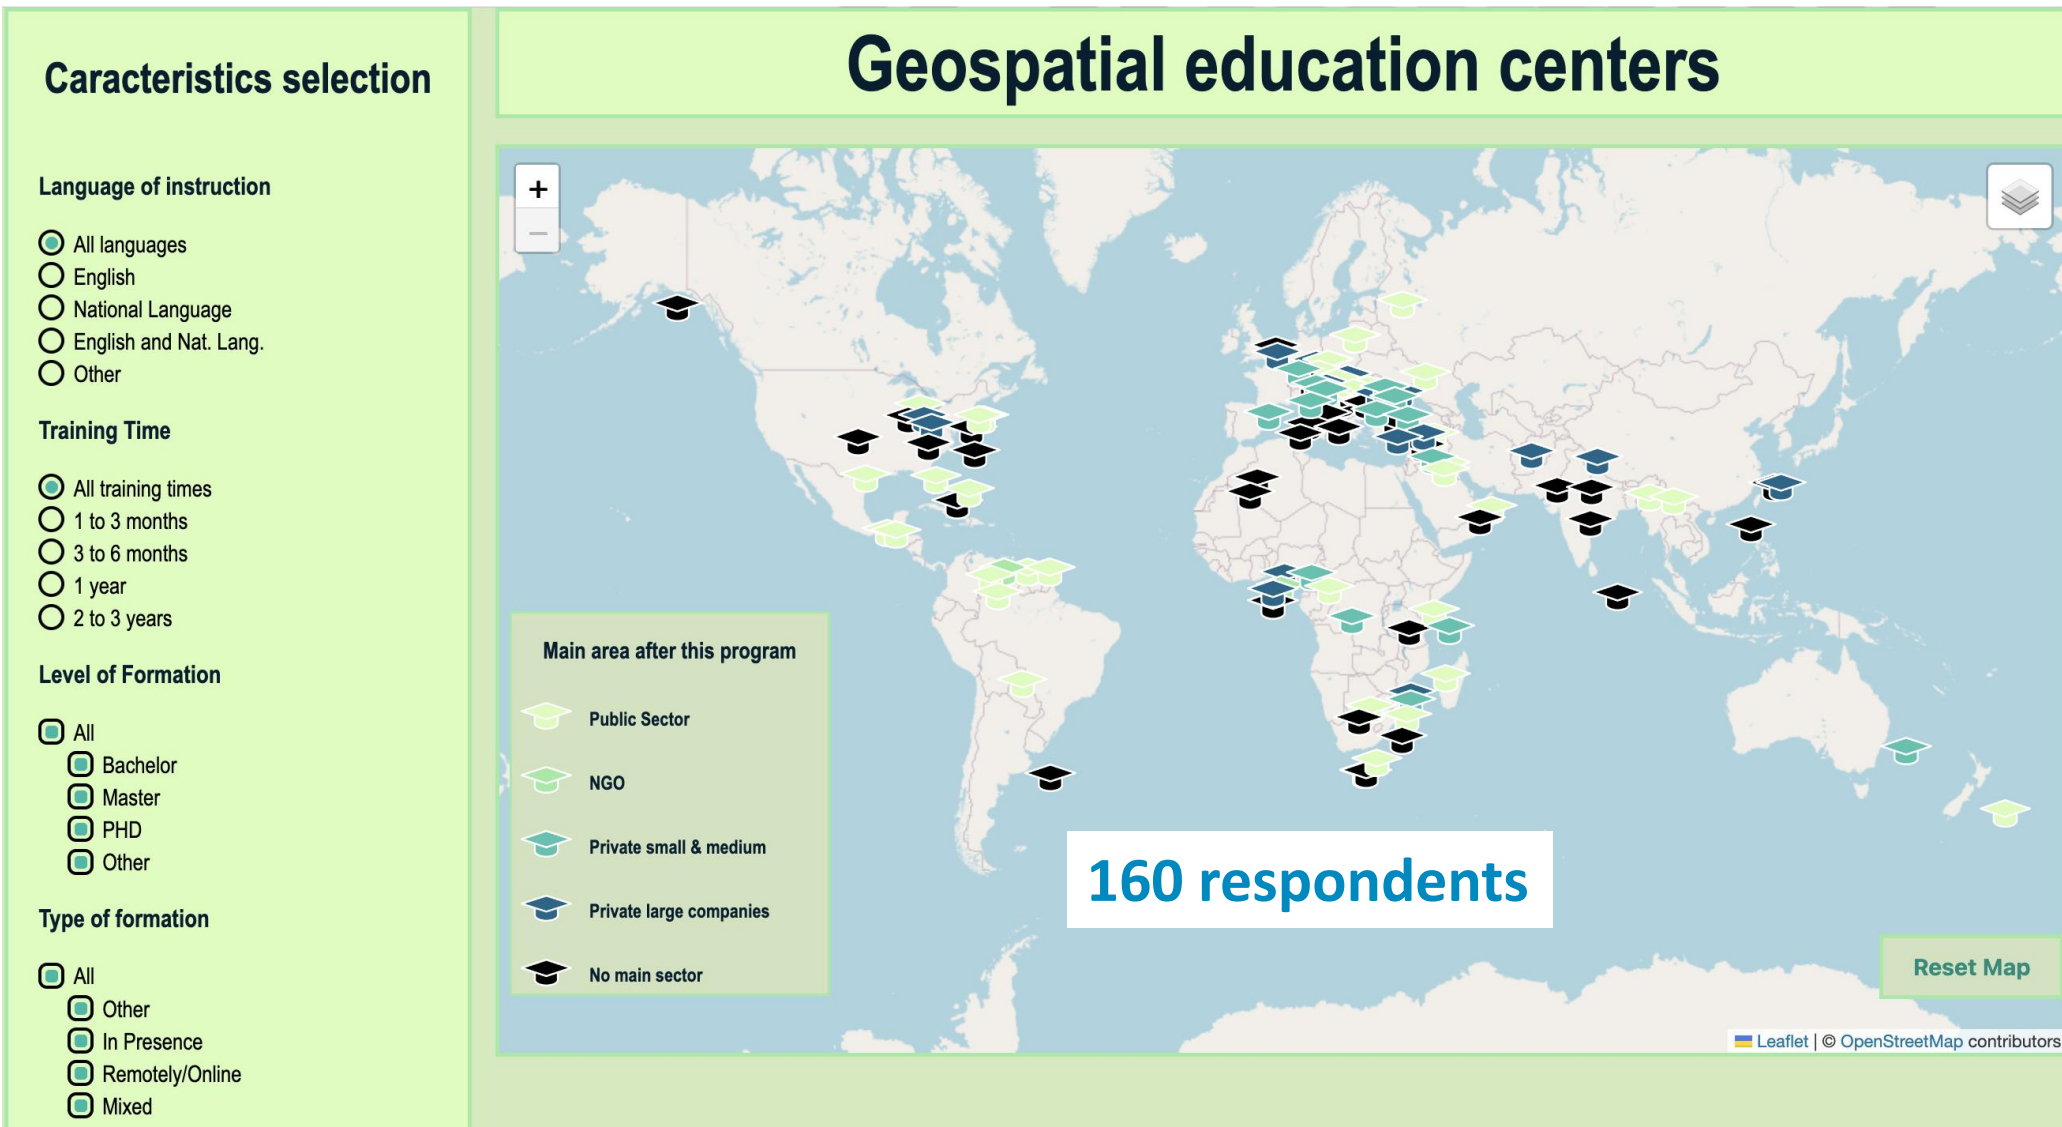 Caracteristics selection
Language of instruction
All languages
English
National Language
English and Nat. Lang.
Other
Training Time
All training times
1 to 3 months
3 to 6 months
1 year
2 to 3 years
Level of Formation
All
Bachelor
Master
PHD
Other
Type of formation
All
Other
In Presence
Remotely/Online
Mixed
Geospatial education centers
+
−
Main area after this program
Public Sector
NGO
Private small & medium
Private large companies
No main sector
160 respondents
Reset Map
Leaflet | © OpenStreetMap contributors